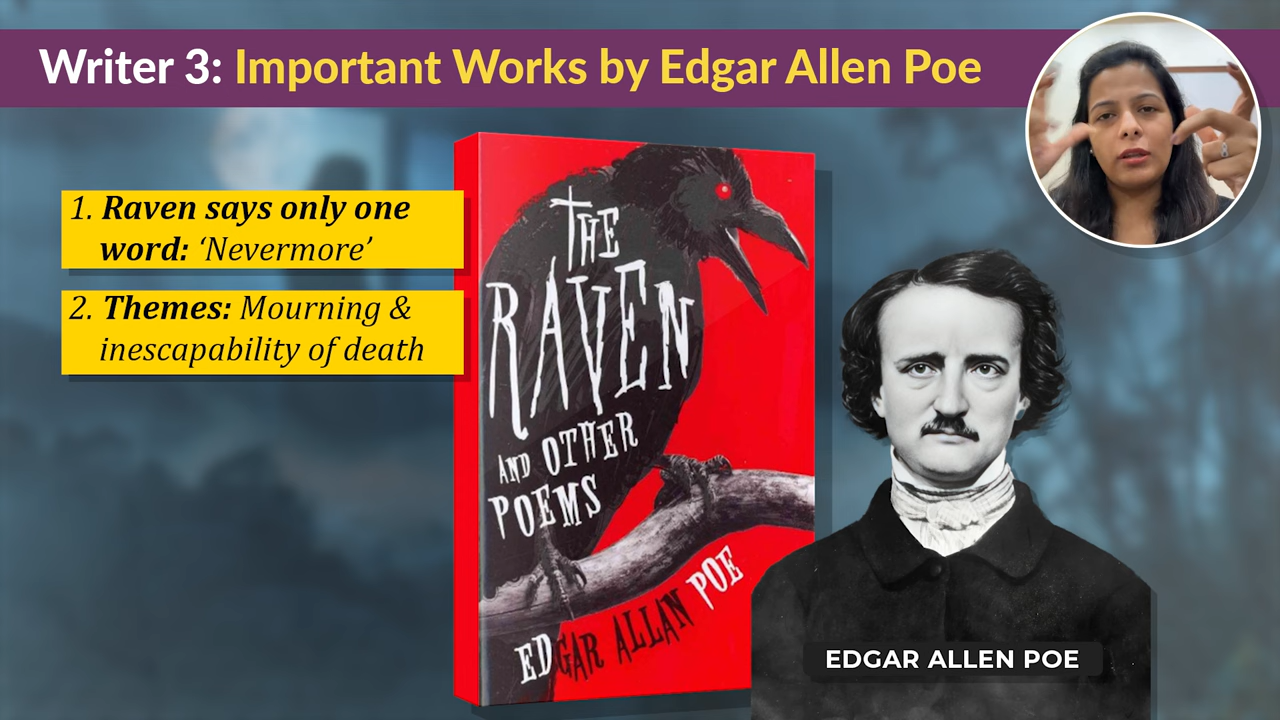 Writer 3: Important Works by Edgar Allen Poe
1. Raven says only one
word: ‘Nevermore’
2. Themes: Mourning &
inescapability of death
THE
RAVEN
AND OTHER
POEMS
EDGAR ALLAN POE
EDGAR ALLEN POE